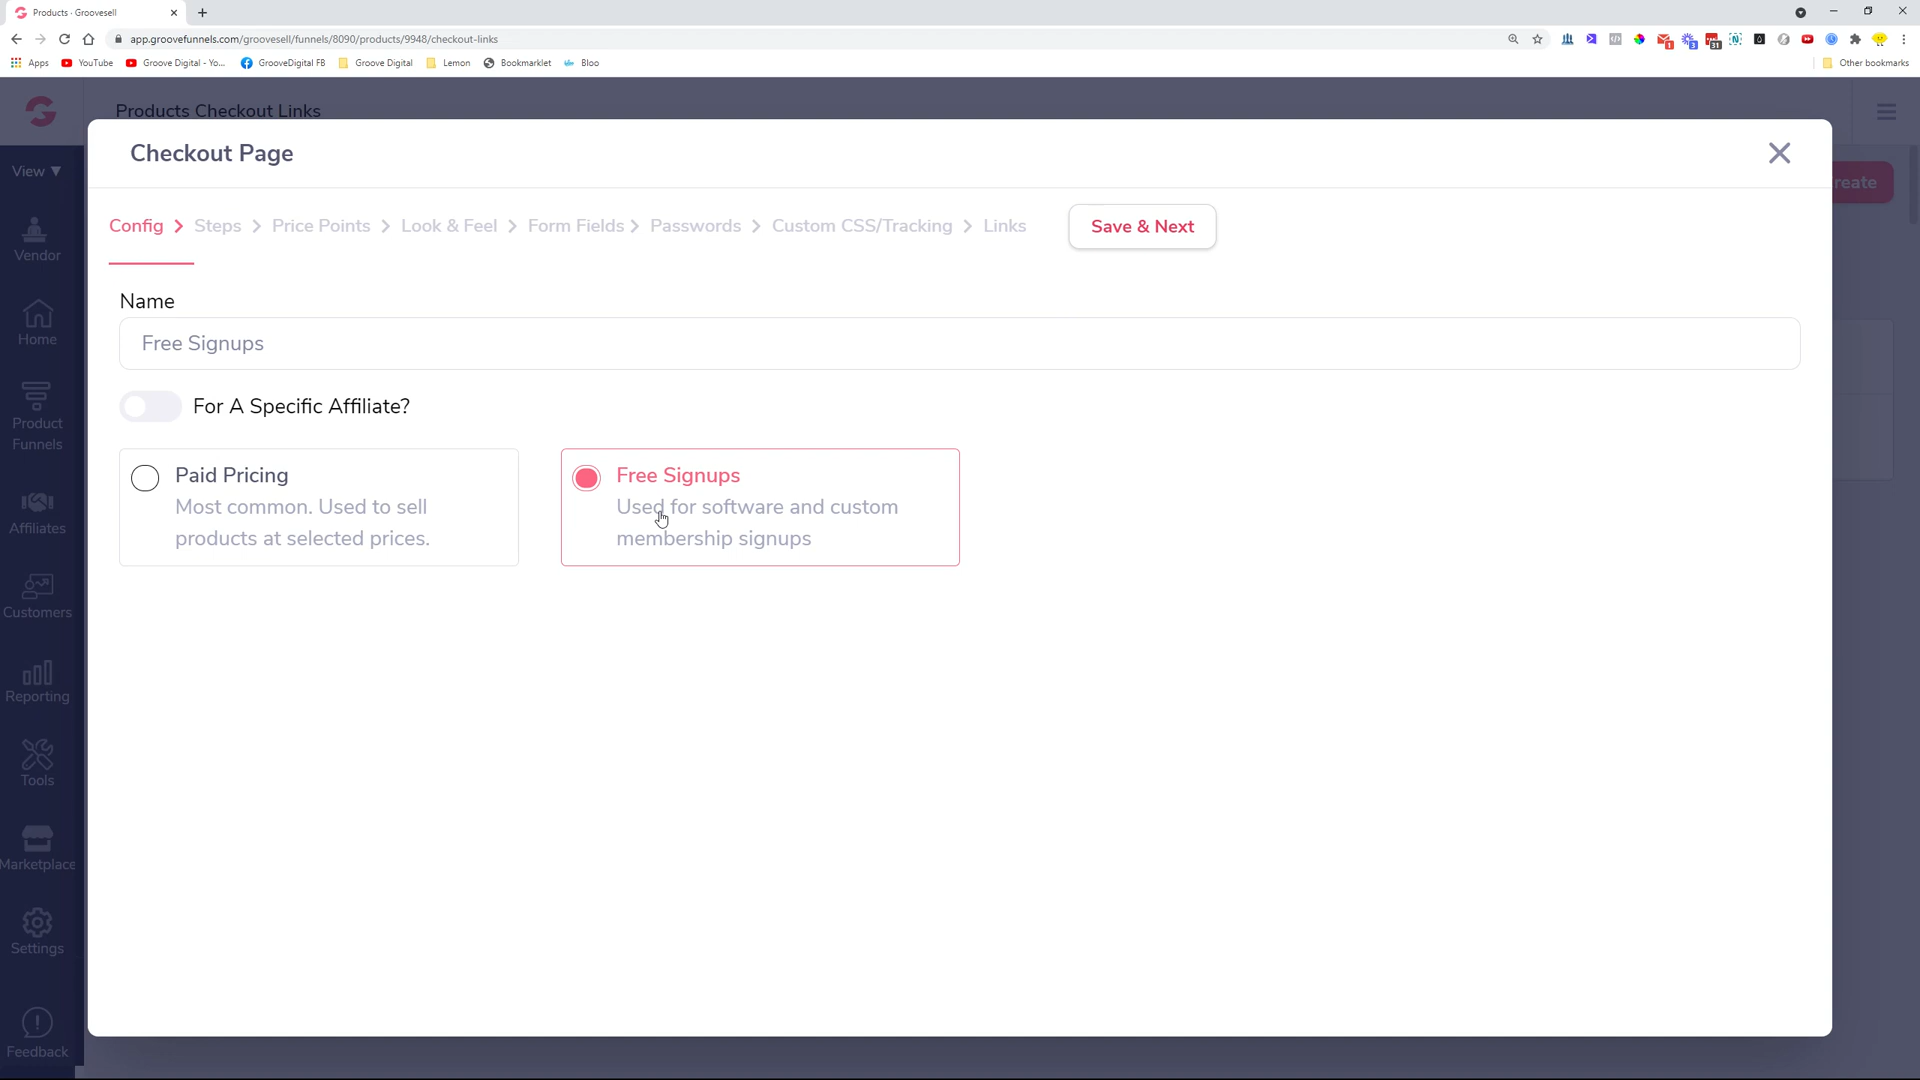 Products - Groovesell
app.groovefunnels.com/groovesell/funnels/8090/products/9948/checkout-links
Apps YouTube Groove Digital - Yo... GrooveDigital FB Groove Digital Lemon Bookmarklet Bloo Other bookmarks
Products Checkout Links
Checkout Page
View ▼
reate
Config > Steps > Price Points > Look & Feel > Form Fields > Passwords > Custom CSS/Tracking > Links Save & Next
Vendor
Name
Home
Free Signups
For A Specific Affiliate?
Product
Funnels
Paid Pricing
Most common. Used to sell
products at selected prices.
Free Signups
Used for software and custom
membership signups
Affiliates
Customers
Reporting
Tools
Marketplace
Settings
Feedback